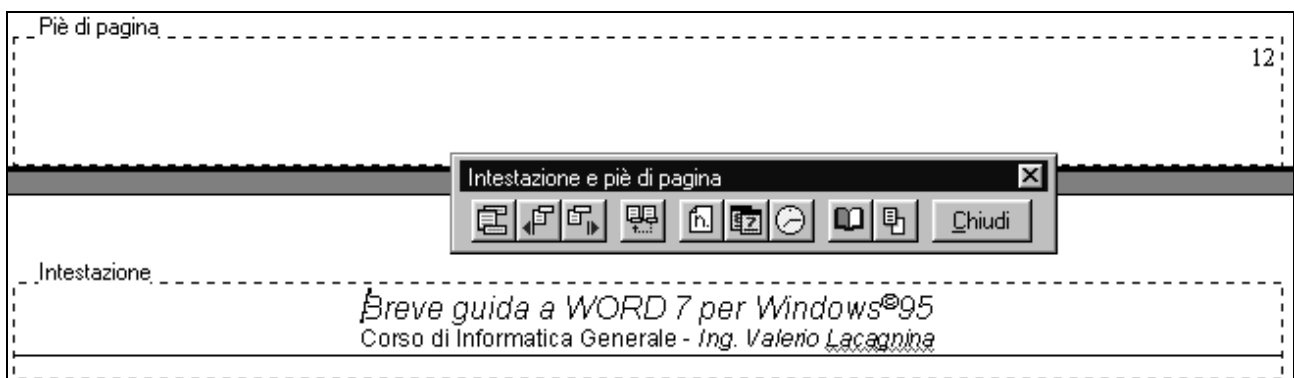 Piè di pagina
12
Intestazione e piè di pagina
Chiudi
Intestazione
Breve guida a WORD 7 per Windows®95
Corso di Informatica Generale - Ing. Valerio Lacagnina